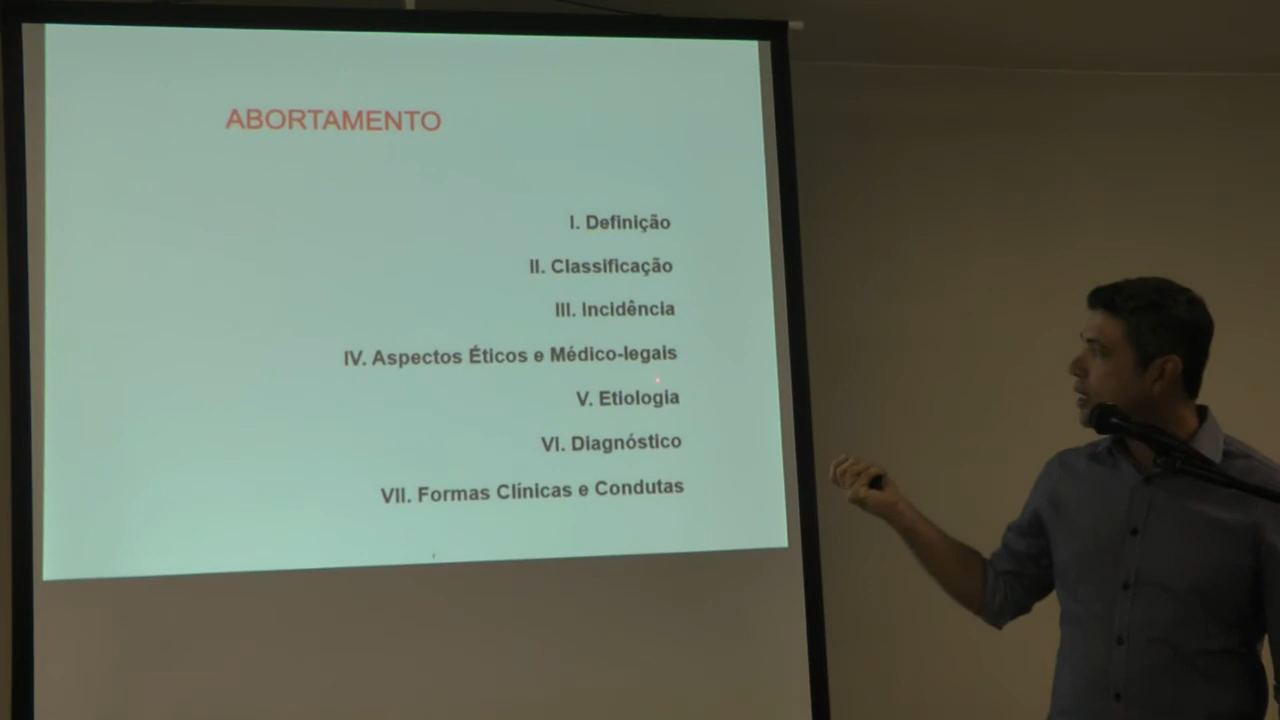 ABORTAMENTO
I. Definição
II. Classificação
III. Incidência
IV. Aspectos Éticos e Médico-legais
V. Etiologia
VI. Diagnóstico
VII. Formas Clínicas e Condutas